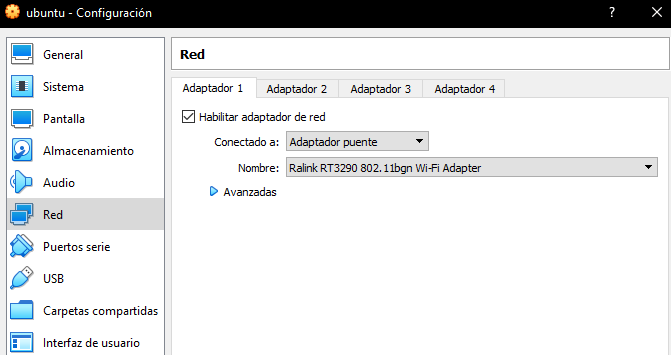 ubuntu - Configuración
?
General
Sistema
Pantalla
Almacenamiento
Audio
Red
Puertos serie
USB
Carpetas compartidas
Interfaz de usuario
Red
Adaptador 1 Adaptador 2 Adaptador 3 Adaptador 4
Habilitar adaptador de red
Conectado a: Adaptador puente
Nombre: Ralink RT3290 802.11bgn Wi-Fi Adapter
Avanzadas